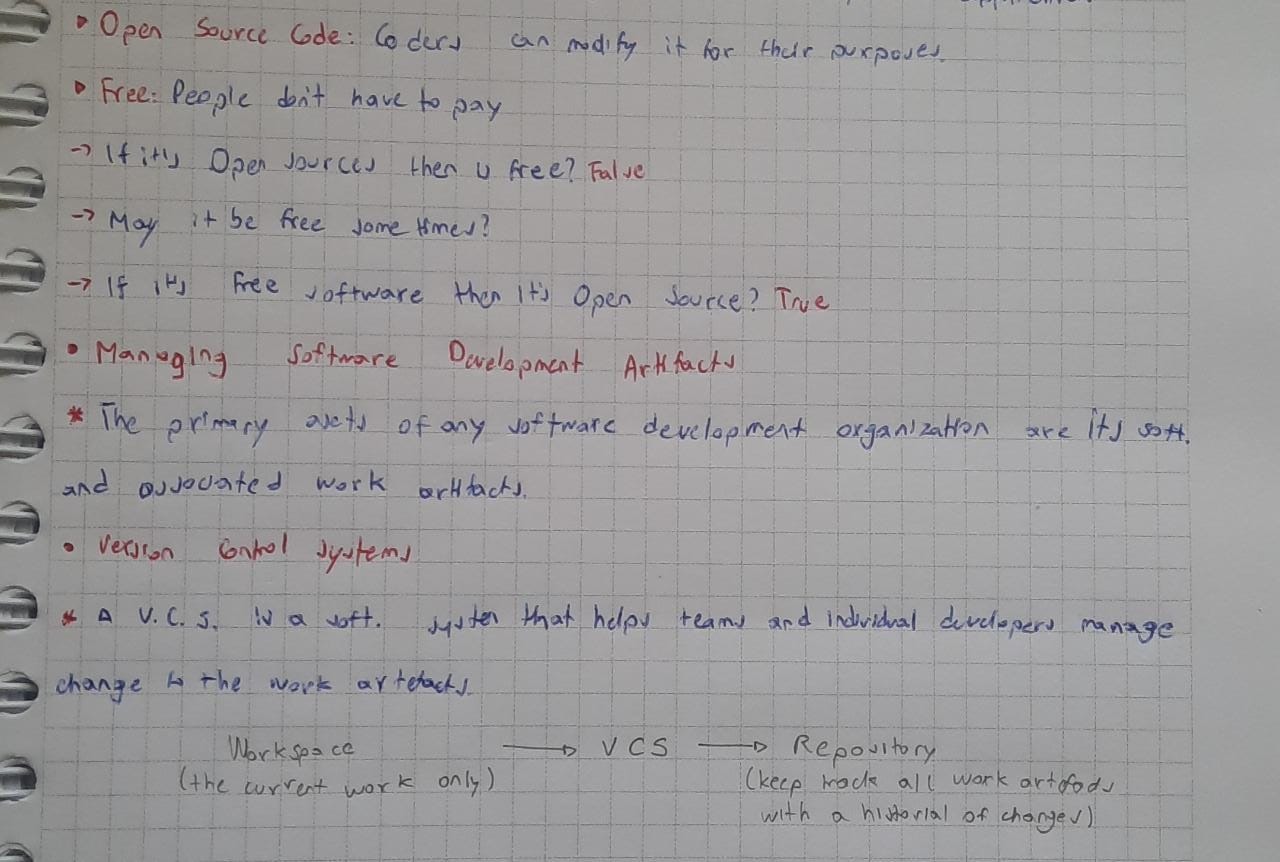 • Open Source Code: Coders can modify it for their purposes.
• Free: People don't have to pay
→ If it's Open sources then is free? False
→ May it be free some times?
→ If it's Free software then it's Open Source? True
• Managing Software Development Artifacts
* The primary assets of any software development organization are its soft.
and associated work artifacts.
• Version Control Systems
* A V.C.S. is a soft. system that helps teams and individual developers manage
change to the work artefacts.
Workspace → VCS → Repository
(the current work only) (keep track all work artifacts
with a historial of changes)